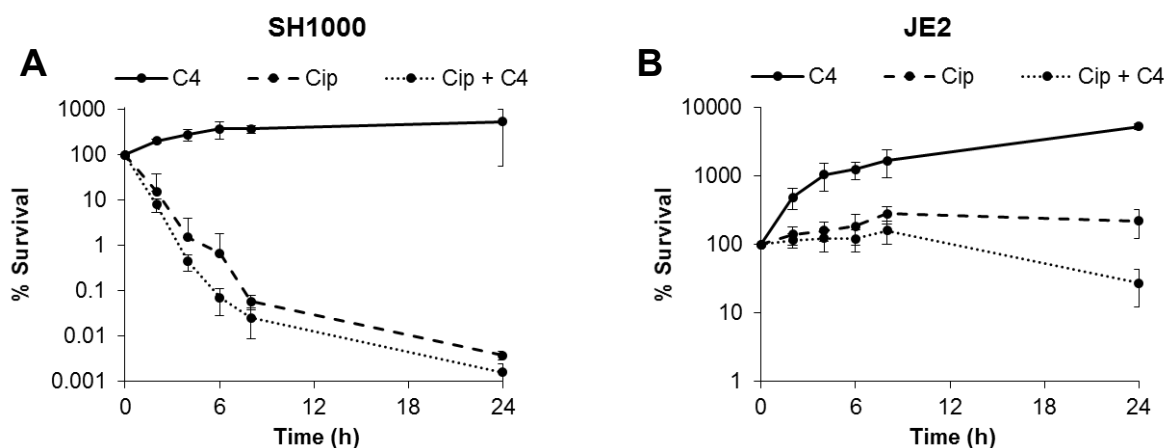 SH1000
A
C4 Cip Cip + C4
1000
100
10
1
0.1
0.01
0.001
% Survival
0 6 12 18 24
Time (h)
JE2
B
C4 Cip Cip + C4
10000
1000
100
10
1
% Survival
0 6 12 18 24
Time (h)